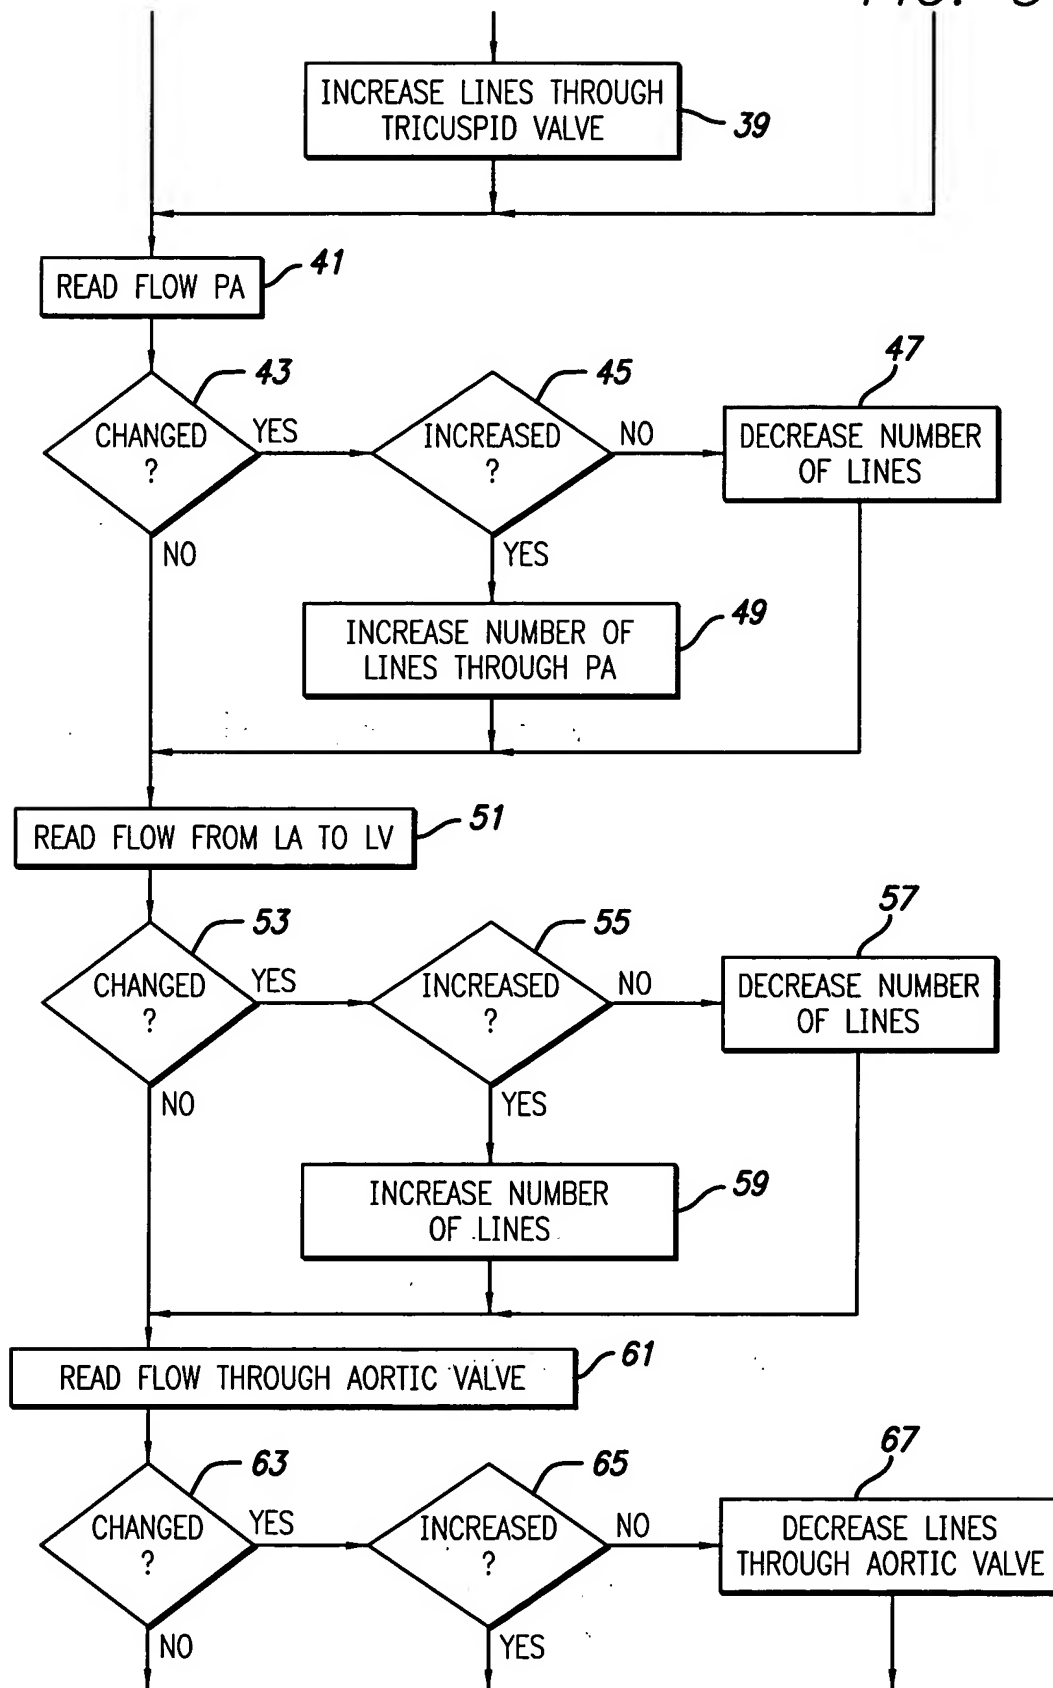 FIG.
INCREASE LINES THROUGH
TRICUSPID VALVE
39
READ FLOW PA
41
43
CHANGED
?
YES
NO
45
INCREASED
?
NO
YES
47
DECREASE NUMBER
OF LINES
INCREASE NUMBER OF
LINES THROUGH PA
49
READ FLOW FROM LA TO LV
51
53
CHANGED
?
YES
NO
55
INCREASED
?
NO
YES
57
DECREASE NUMBER
OF LINES
INCREASE NUMBER
OF LINES
59
READ FLOW THROUGH AORTIC VALVE
61
63
CHANGED
?
YES
NO
65
INCREASED
?
NO
YES
67
DECREASE LINES
THROUGH AORTIC VALVE